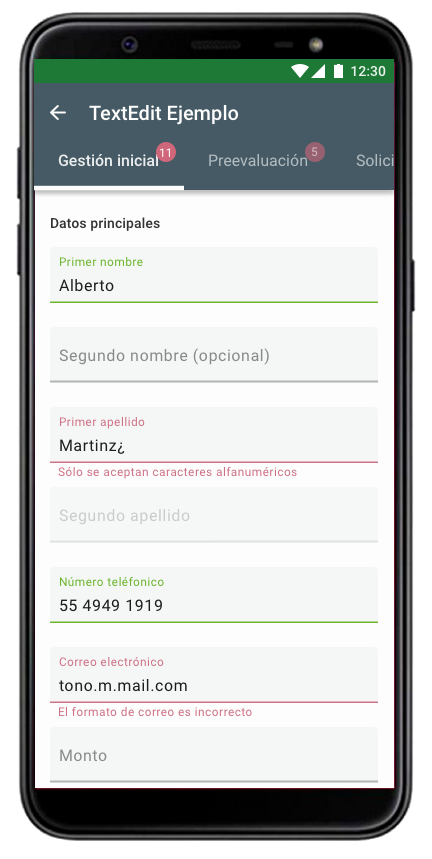 12:30
TextEdit Ejemplo
Gestión inicial 11 Preevaluación 5 Solici
Datos principales
Primer nombre
Alberto
Segundo nombre (opcional)
Primer apellido
Martinz¿
Sólo se aceptan caracteres alfanuméricos
Segundo apellido
Número teléfonico
55 4949 1919
Correo electrónico
tono.m.mail.com
El formato de correo es incorrecto
Monto